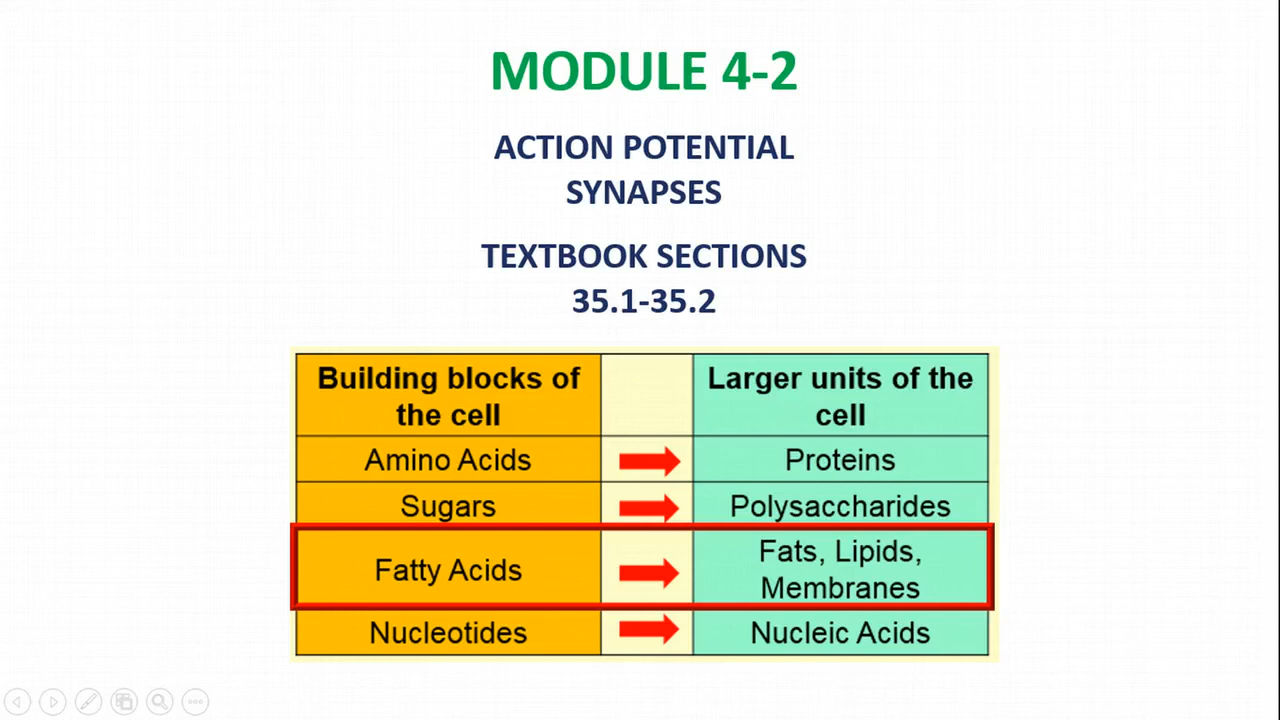 MODULE 4-2
ACTION POTENTIAL
SYNAPSES
TEXTBOOK SECTIONS
35.1-35.2
Building blocks of
the cell
Larger units of the
cell
Amino Acids
Proteins
Sugars
Polysaccharides
Fatty Acids
Fats, Lipids,
Membranes
Nucleotides
Nucleic Acids